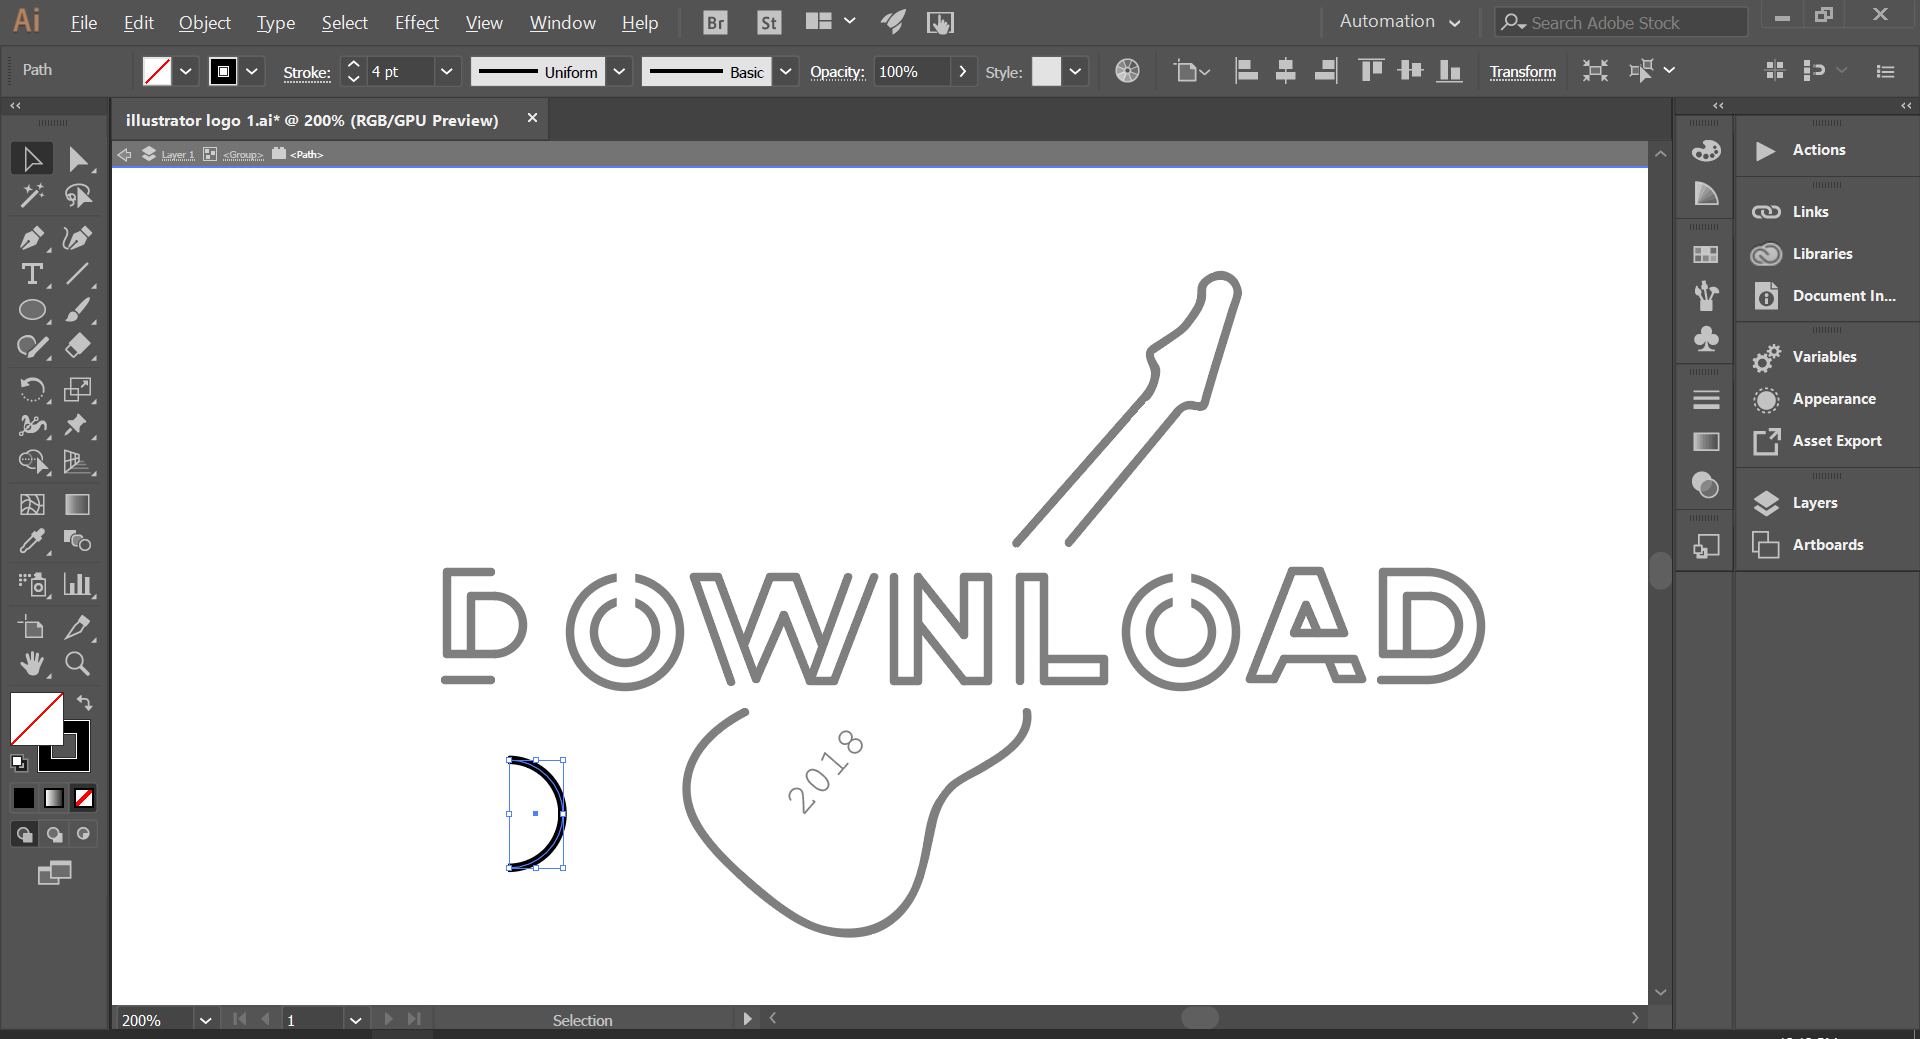 Ai File Edit Object Type Select Effect View Window Help Br St Automation Search Adobe Stock
Path Stroke: 4 pt Uniform Basic Opacity: 100% Style: Transform
illustrator logo 1.ai* @ 200% (RGB/GPU Preview)
Layer 1 <Group> <Path>
Actions
Links
Libraries
Document In...
Variables
Appearance
Asset Export
Layers
Artboards
DOWNLOAD
2018
200% 1 Selection